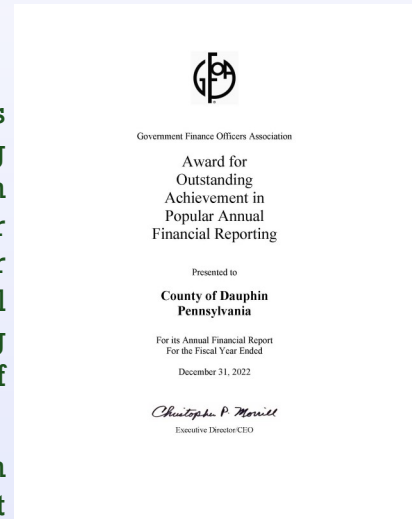 GFOA
Government Finance Officers Association
Award for
Outstanding
Achievement in
Popular Annual
Financial Reporting
Presented to
County of Dauphin
Pennsylvania
For its Annual Financial Report
For the Fiscal Year Ended
December 31, 2022
Christopher P. Morrill
Executive Director/CEO